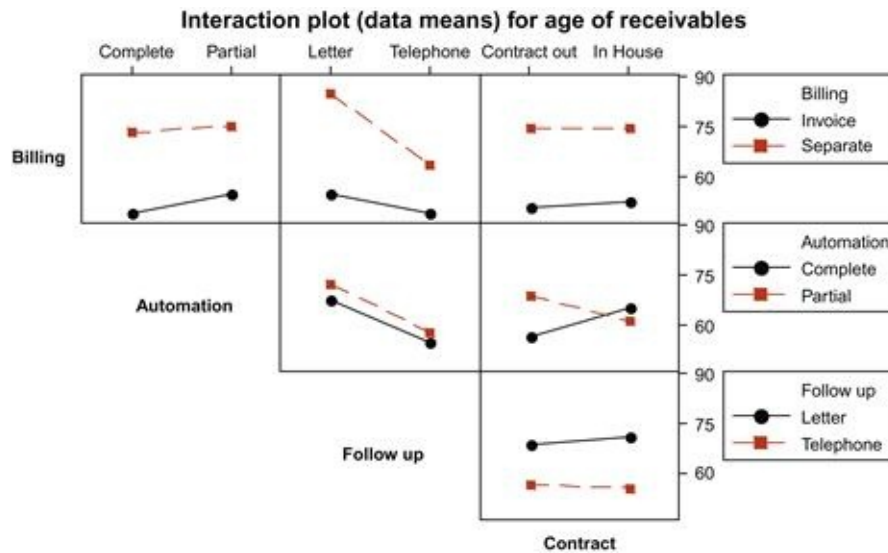 Interaction plot (data means) for age of receivables
Complete Partial Letter Telephone Contract out In House
90
75
60
Billing
Billing
Invoice
Separate
90
75
60
Automation
Automation
Complete
Partial
90
75
60
Follow up
Follow up
Letter
Telephone
Contract